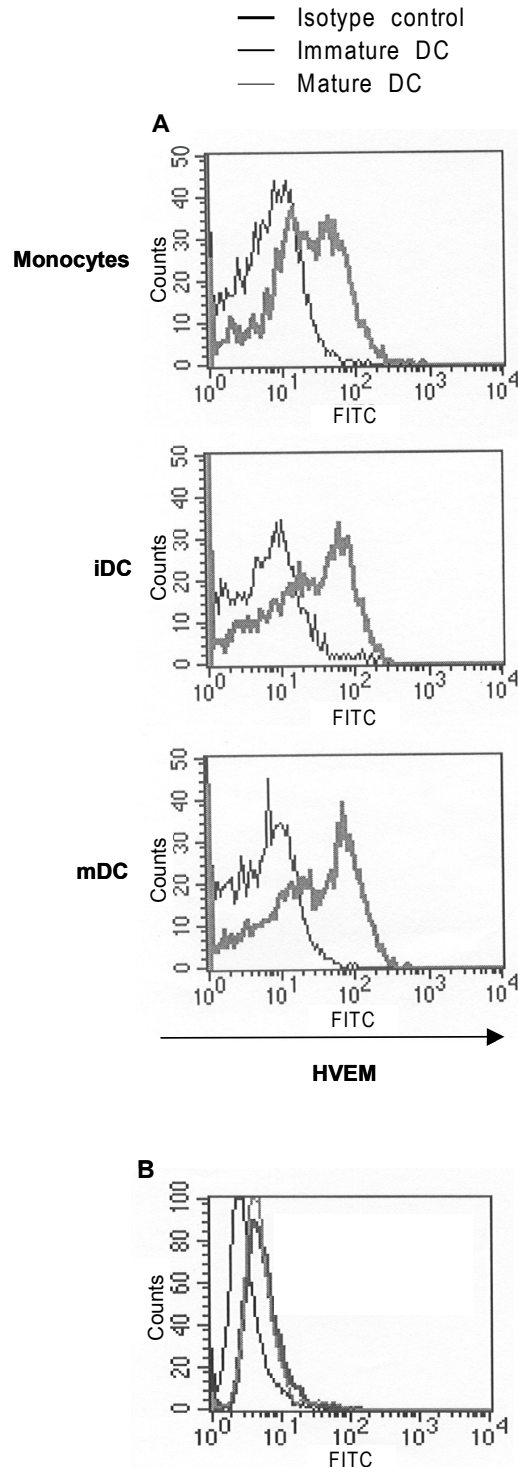 Isotype control
Immature DC
Mature DC
A
Monocytes
Counts
50
40
30
20
10
0
10^0 10^1 10^2 10^3 10^4
FITC
iDC
Counts
50
40
30
20
10
0
10^0 10^1 10^2 10^3 10^4
FITC
mDC
Counts
50
40
30
20
10
0
10^0 10^1 10^2 10^3 10^4
FITC
HVEM
B
Counts
100
80
60
40
20
0
10^0 10^1 10^2 10^3 10^4
FITC